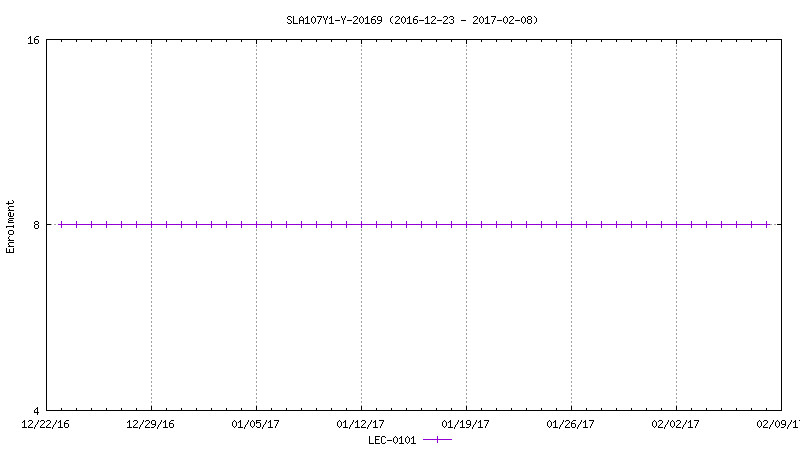 SLA107Y1-Y-20169 (2016-12-23 - 2017-02-08)
16
Enrolment
8
4
12/22/16 12/29/16 01/05/17 01/12/17 01/19/17 01/26/17 02/02/17 02/09/1
LEC-0101